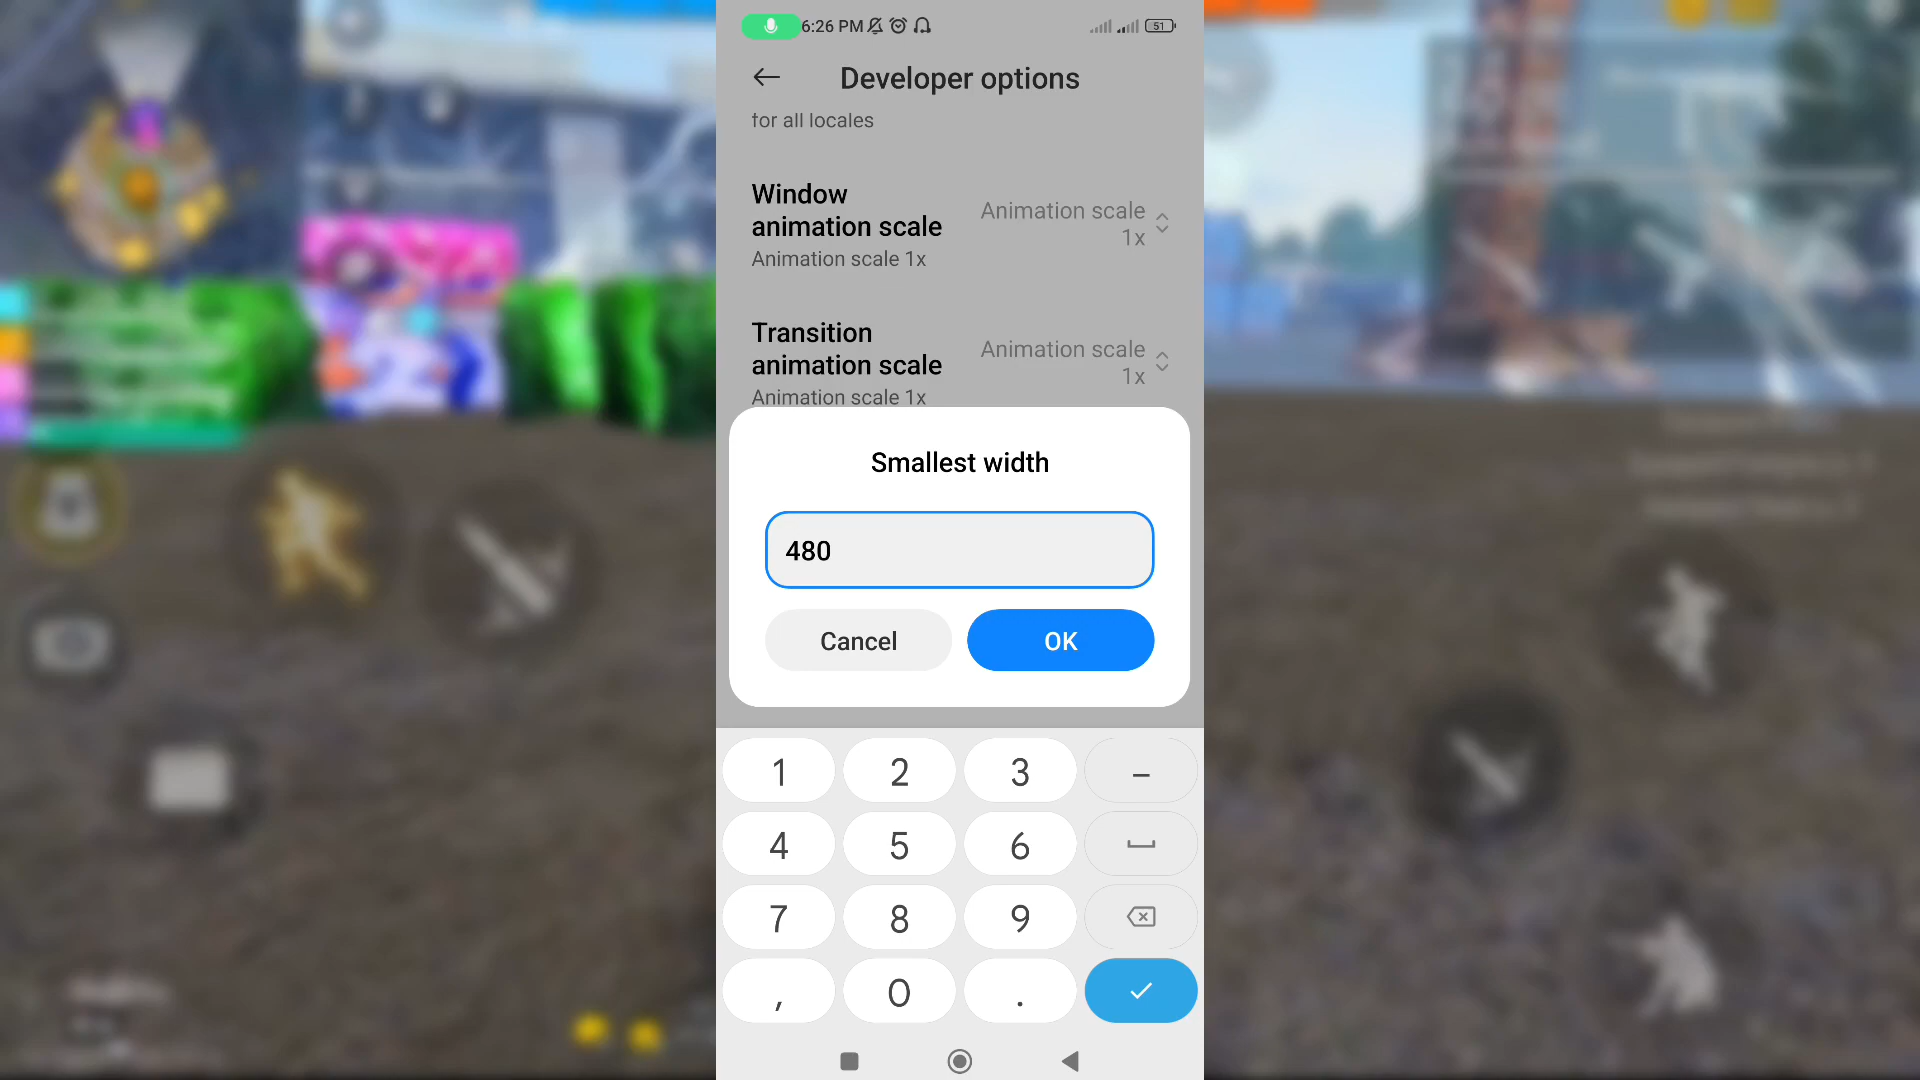 6:26 PM
51
Developer options
for all locales
Window
animation scale
Animation scale
1x
Animation scale 1x
Transition
animation scale
Animation scale
1x
Animation scale 1x
Smallest width
480
Cancel
OK
1 2 3 –
4 5 6
7 8 9
, 0 .